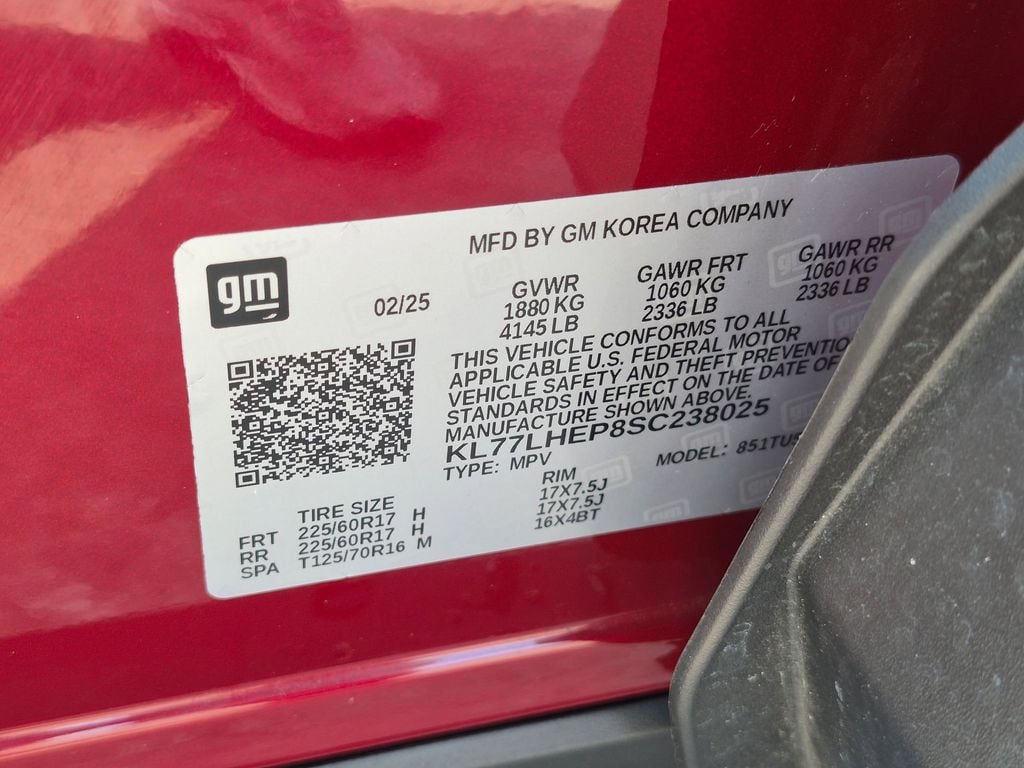 MFD BY GM KOREA COMPANY
gm
02/25
GVWR
1880 KG
4145 LB
GAWR FRT
1060 KG
2336 LB
GAWR RR
1060 KG
2336 LB
THIS VEHICLE CONFORMS TO ALL
APPLICABLE U.S. FEDERAL MOTOR
VEHICLE SAFETY AND THEFT
STANDARDS IN EFFECT ON THE DATE OF
MANUFACTURE SHOWN ABOVE.
KL77LHEP8SC238025
TYPE: MPV MODEL:
TIRE SIZE RIM
FRT 225/60R17 H 17X7.5J
RR 225/60R17 H 17X7.5J
SPA T125/70R16 M 16X4BT